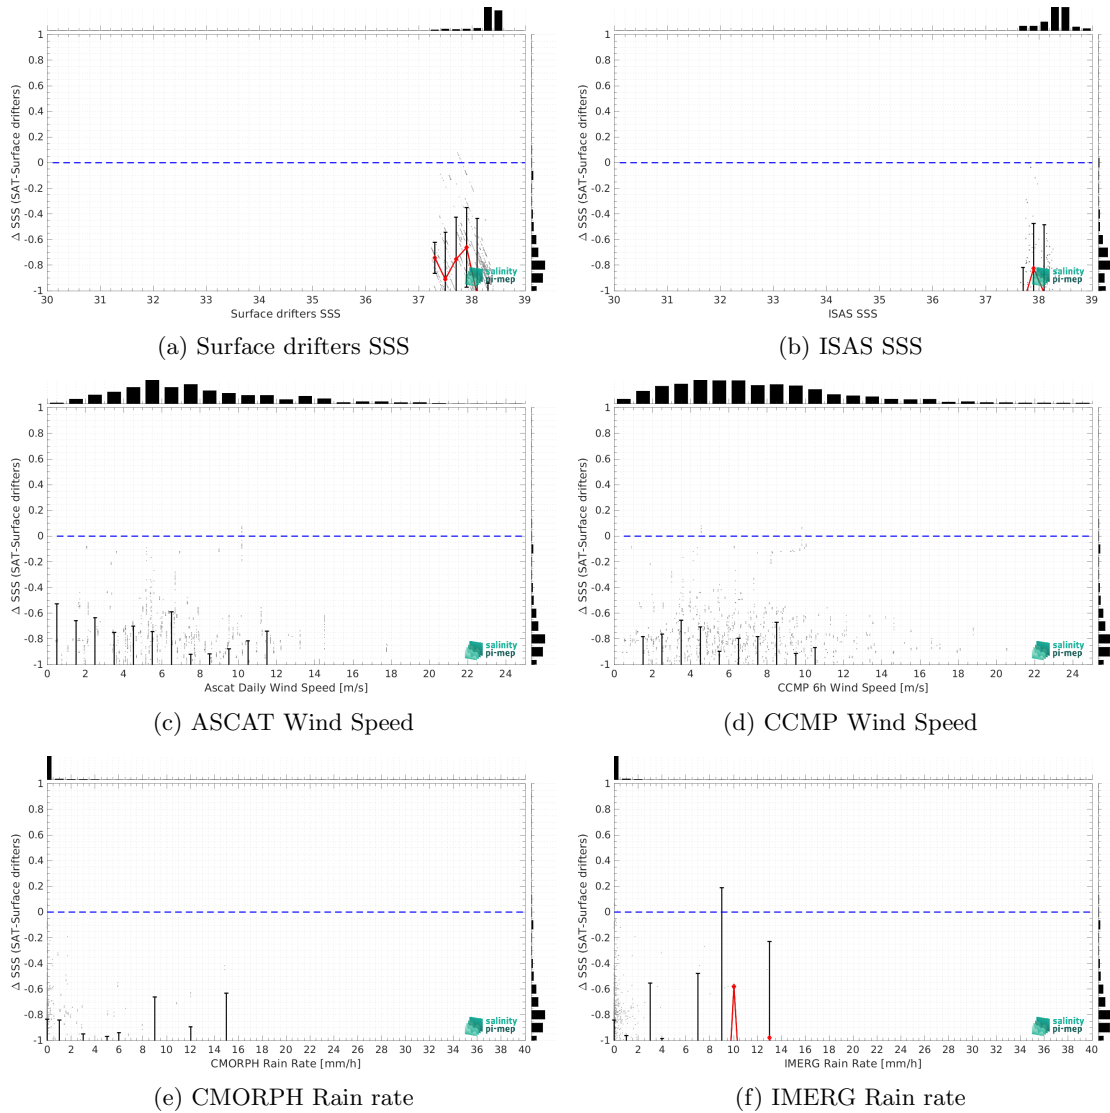 1
0.8
0.6
0.4
0.2
0
-0.2
-0.4
-0.6
-0.8
-1
Δ SSS (SAT-Surface drifters)
30 31 32 33 34 35 36 37 38 39
Surface drifters SSS
salinity
pi-mep
(a) Surface drifters SSS
1
0.8
0.6
0.4
0.2
0
-0.2
-0.4
-0.6
-0.8
-1
Δ SSS (SAT-Surface drifters)
30 31 32 33 34 35 36 37 38 39
ISAS SSS
salinity
pi-mep
(b) ISAS SSS
1
0.8
0.6
0.4
0.2
0
-0.2
-0.4
-0.6
-0.8
-1
Δ SSS (SAT-Surface drifters)
0 2 4 6 8 10 12 14 16 18 20 22 24
Ascat Daily Wind Speed [m/s]
salinity
pi-mep
(c) ASCAT Wind Speed
1
0.8
0.6
0.4
0.2
0
-0.2
-0.4
-0.6
-0.8
-1
Δ SSS (SAT-Surface drifters)
0 2 4 6 8 10 12 14 16 18 20 22 24
CCMP 6h Wind Speed [m/s]
salinity
pi-mep
(d) CCMP Wind Speed
1
0.8
0.6
0.4
0.2
0
-0.2
-0.4
-0.6
-0.8
-1
Δ SSS (SAT-Surface drifters)
0 2 4 6 8 10 12 14 16 18 20 22 24 26 28 30 32 34 36 38 40
CMORPH Rain Rate [mm/h]
salinity
pi-mep
(e) CMORPH Rain rate
1
0.8
0.6
0.4
0.2
0
-0.2
-0.4
-0.6
-0.8
-1
Δ SSS (SAT-Surface drifters)
0 2 4 6 8 10 12 14 16 18 20 22 24 26 28 30 32 34 36 38 40
IMERG Rain Rate [mm/h]
salinity
pi-mep
(f) IMERG Rain rate